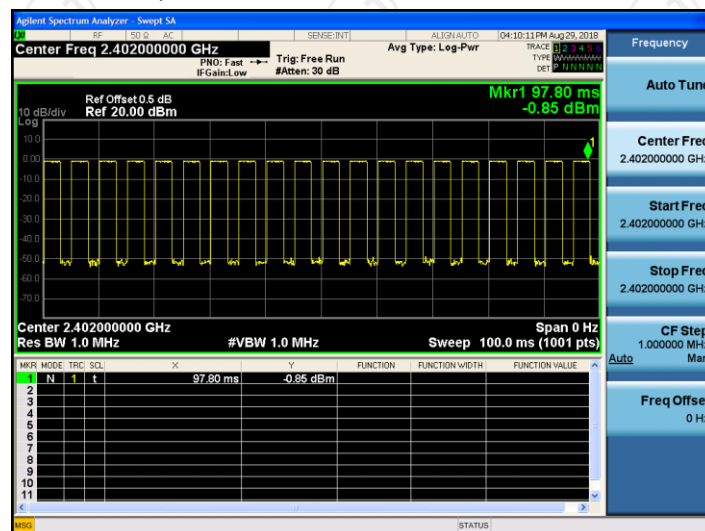 Agilent Spectrum Analyzer - Swept SA
RF 50 Ω AC SENSE:INT ALIGNAUTO 04:10:11 PM Aug 29, 2018
Center Freq 2.402000000 GHz
PNO: Fast
IFGain:Low
Trig: Free Run
#Atten: 30 dB
Avg Type: Log-Pwr
TRACE 1 2 3 4 5 6
TYPE
DET P N N N N N
Mkr1 97.80 ms
-0.85 dBm
Ref Offset 0.5 dB
10 dB/div Ref 20.00 dBm
Log
1
10.0
0.00
-10.0
-20.0
-30.0
-40.0
-50.0
-60.0
-70.0
Center 2.402000000 GHz Span 0 Hz
Res BW 1.0 MHz #VBW 1.0 MHz Sweep 100.0 ms (1001 pts)
MKR MODE TRC SCL X Y FUNCTION FUNCTION WIDTH FUNCTION VALUE
1 N 1 t 97.80 ms -0.85 dBm
2
3
4
5
6
7
8
9
10
11
MSG STATUS
Frequency
Auto Tune
Center Freq
2.402000000 GH
Start Freq
2.402000000 GH
Stop Freq
2.402000000 GH
CF Step
1.000000 MH
Auto Man
Freq Offse
0 H